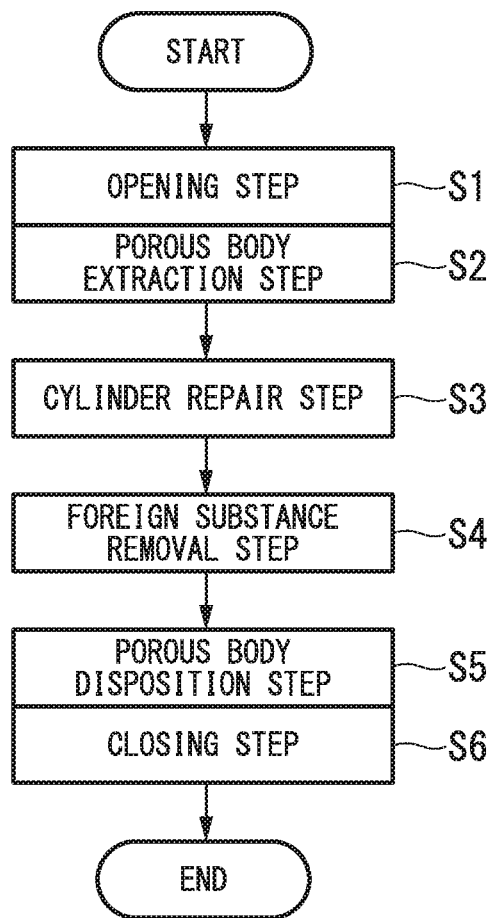 START
OPENING STEP
S1
POROUS BODY
EXTRACTION STEP
S2
CYLINDER REPAIR STEP
S3
FOREIGN SUBSTANCE
REMOVAL STEP
S4
POROUS BODY
DISPOSITION STEP
S5
CLOSING STEP
S6
END